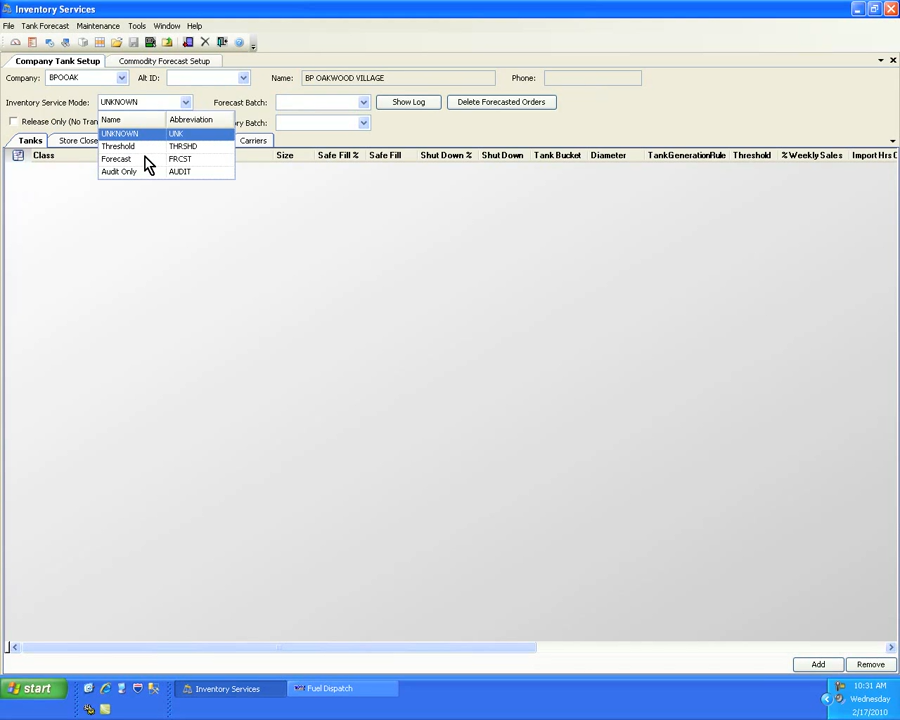 Inventory Services
File Tank Forecast Maintenance Tools Window Help
Company Tank Setup Commodity Forecast Setup
Company: BPOOAK Alt ID: Name: BP OAKWOOD VILLAGE Phone:
Inventory Service Mode: UNKNOWN Forecast Batch: Show Log Delete Forecasted Orders
Name Abbreviation
Release Only (No Tran ry Batch:
UNKNOWN UNK
Tanks Store Close Carriers
Threshold THRSHD
Class Size Safe Fill % Safe Fill Shut Down % Shut Down Tank Bucket Diameter TankGenerationRule Threshold % Weekly Sales Import Hrs C
Forecast FRCST
Audit Only AUDIT
Add Remove
start Inventory Services Fuel Dispatch 10:31 AM
Wednesday
2/17/2010